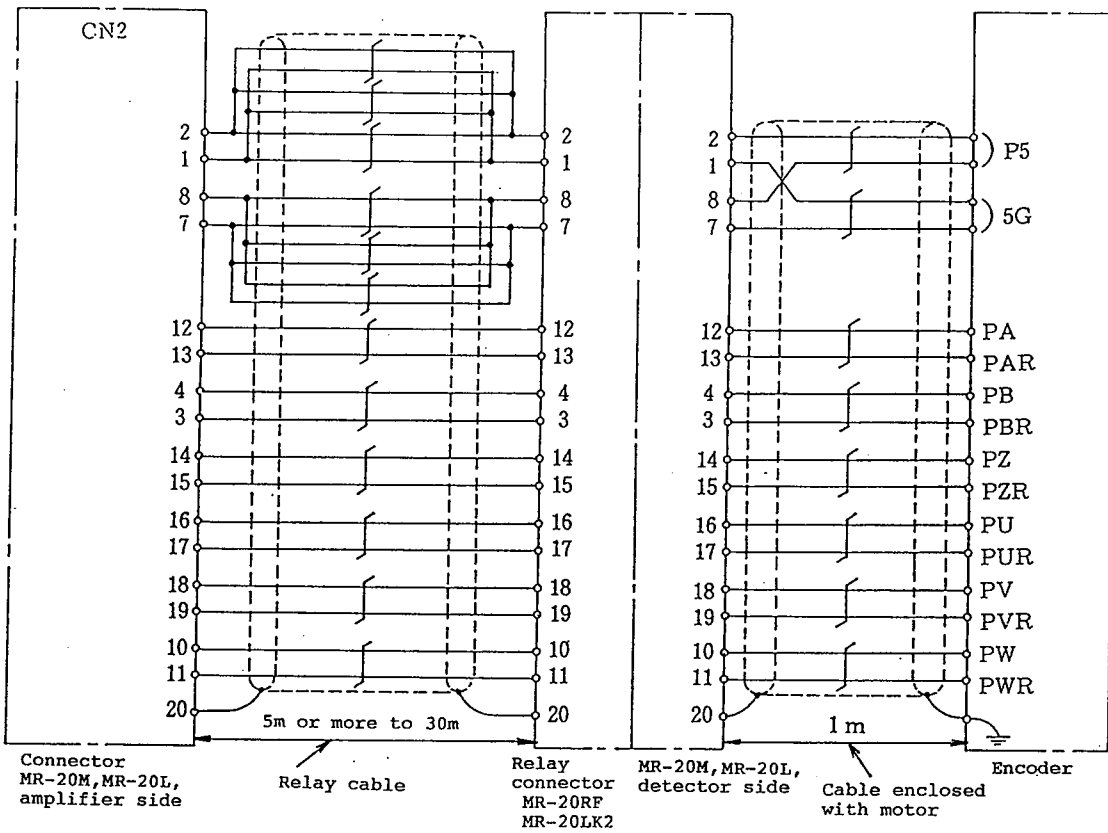 CN2
2 2 2
1 1 1 P5
8 8 8
7 7 7 5G
12 12 12 PA
13 13 13 PAR
4 4 4 PB
3 3 3 PBR
14 14 14 PZ
15 15 15 PZR
16 16 16 PU
17 17 17 PUR
18 18 18 PV
19 19 19 PVR
10 10 10 PW
11 11 11 PWR
20 20 20
5m or more to 30m
1 m
Connector
MR-20M,MR-20L,
amplifier side
Relay cable
Relay
connector
MR-20RF
MR-20LK2
MR-20M,MR-20L,
detector side
Cable enclosed
with motor
Encoder